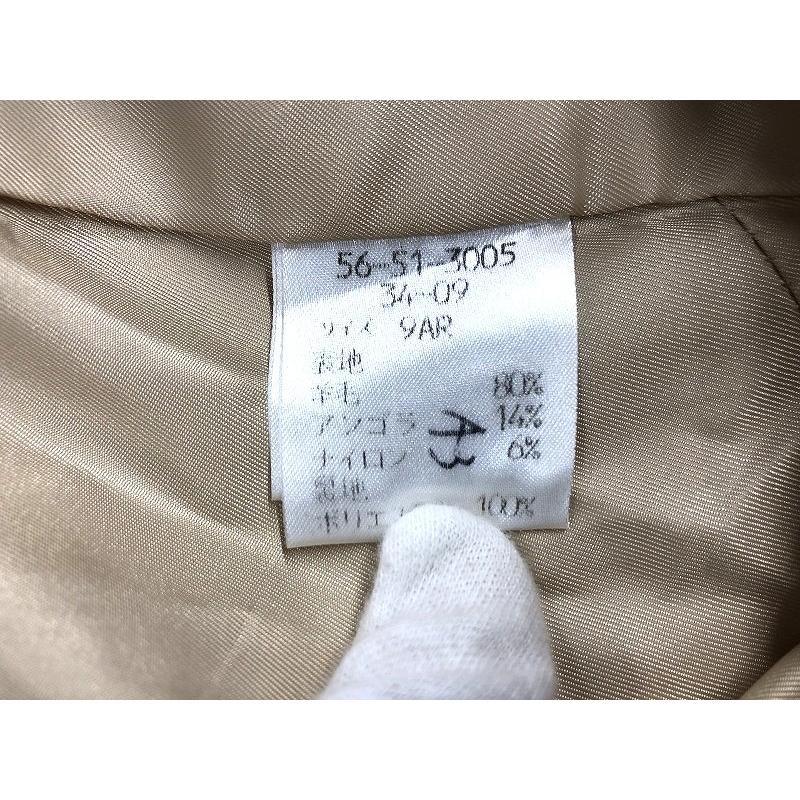 56-51-3005
34-09
サイズ 9AR
表地
羊毛 80%
アンゴラ 14%
ナイロン 6%
裏地
ポリエ 100%